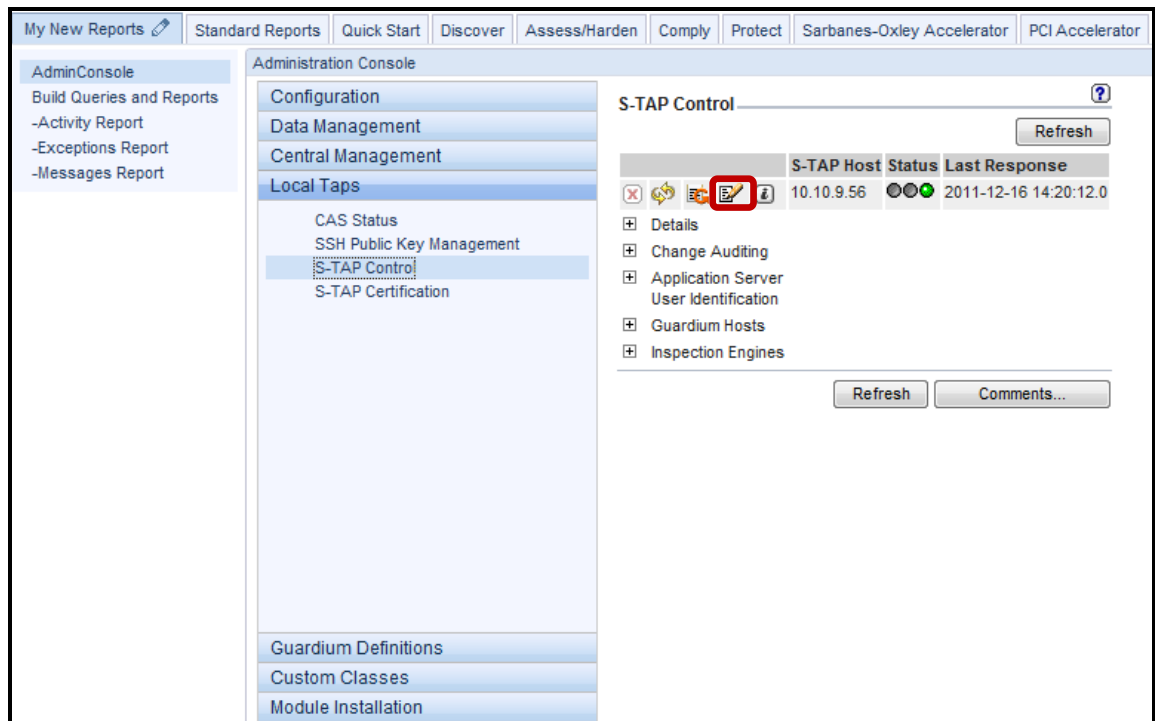 My New Reports Standard Reports Quick Start Discover Assess/Harden Comply Protect Sarbanes-Oxley Accelerator PCI Accelerator
AdminConsole
Build Queries and Reports
-Activity Report
-Exceptions Report
-Messages Report
Administration Console
Configuration
Data Management
Central Management
Local Taps
CAS Status
SSH Public Key Management
S-TAP Control
S-TAP Certification
Guardium Definitions
Custom Classes
Module Installation
S-TAP Control
?
Refresh
S-TAP Host Status Last Response
10.10.9.56 2011-12-16 14:20:12.0
Details
Change Auditing
Application Server
User Identification
Guardium Hosts
Inspection Engines
Refresh Comments...